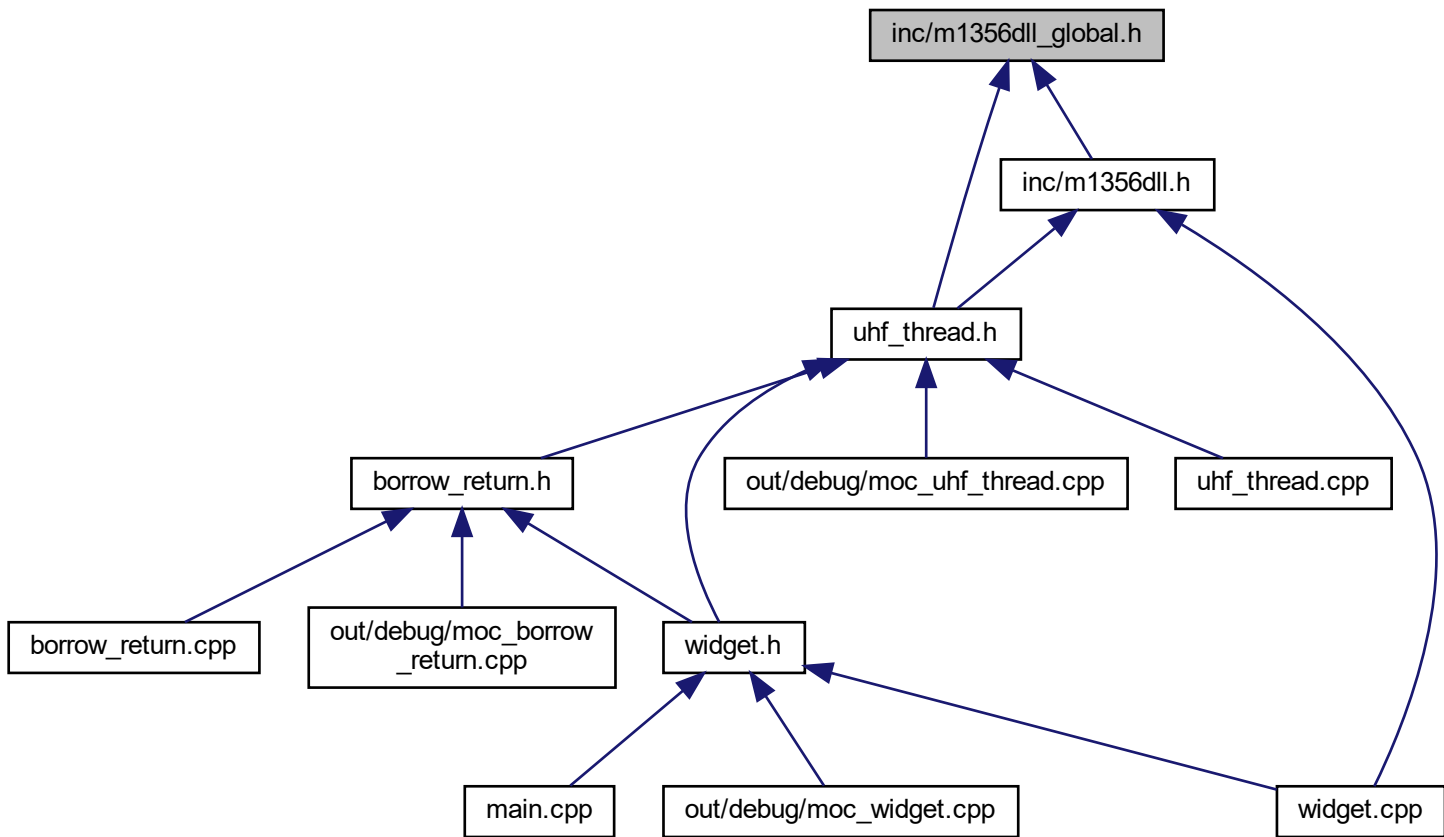 inc/m1356dll_global.h
inc/m1356dll.h
uhf_thread.h
borrow_return.h
out/debug/moc_uhf_thread.cpp
uhf_thread.cpp
borrow_return.cpp
out/debug/moc_borrow
_return.cpp
widget.h
main.cpp
out/debug/moc_widget.cpp
widget.cpp